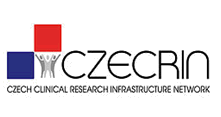 CZECRIN
CZECH CLINICAL RESEARCH INFRASTRUCTURE NETWORK